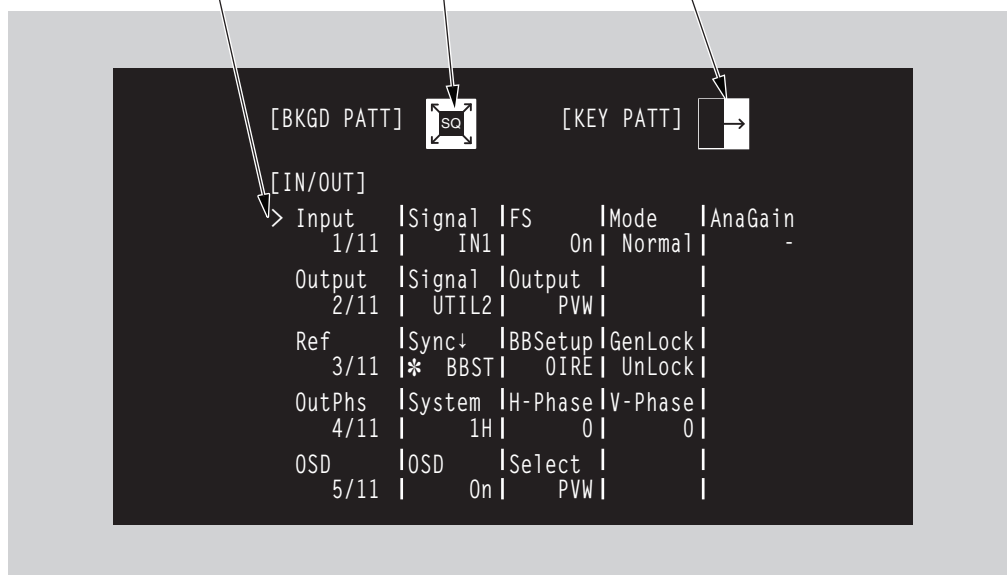 [BKGD PATT] SQ [KEY PATT] →
[IN/OUT]
> Input |Signal |FS |Mode |AnaGain
1/11 | IN1| On| Normal| -
Output |Signal |Output | |
2/11 | UTIL2| PVW| |
Ref |Sync↓ |BBSetup|GenLock|
3/11 |✻ BBST| 0IRE| UnLock|
OutPhs |System |H-Phase|V-Phase|
4/11 | 1H| 0| 0|
OSD |OSD |Select | |
5/11 | On| PVW| |